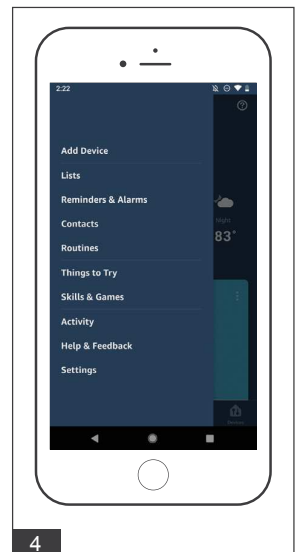 2:22
Add Device
Lists
Reminders & Alarms
Contacts
Routines
Things to Try
Skills & Games
Activity
Help & Feedback
Settings
Night
83°
4